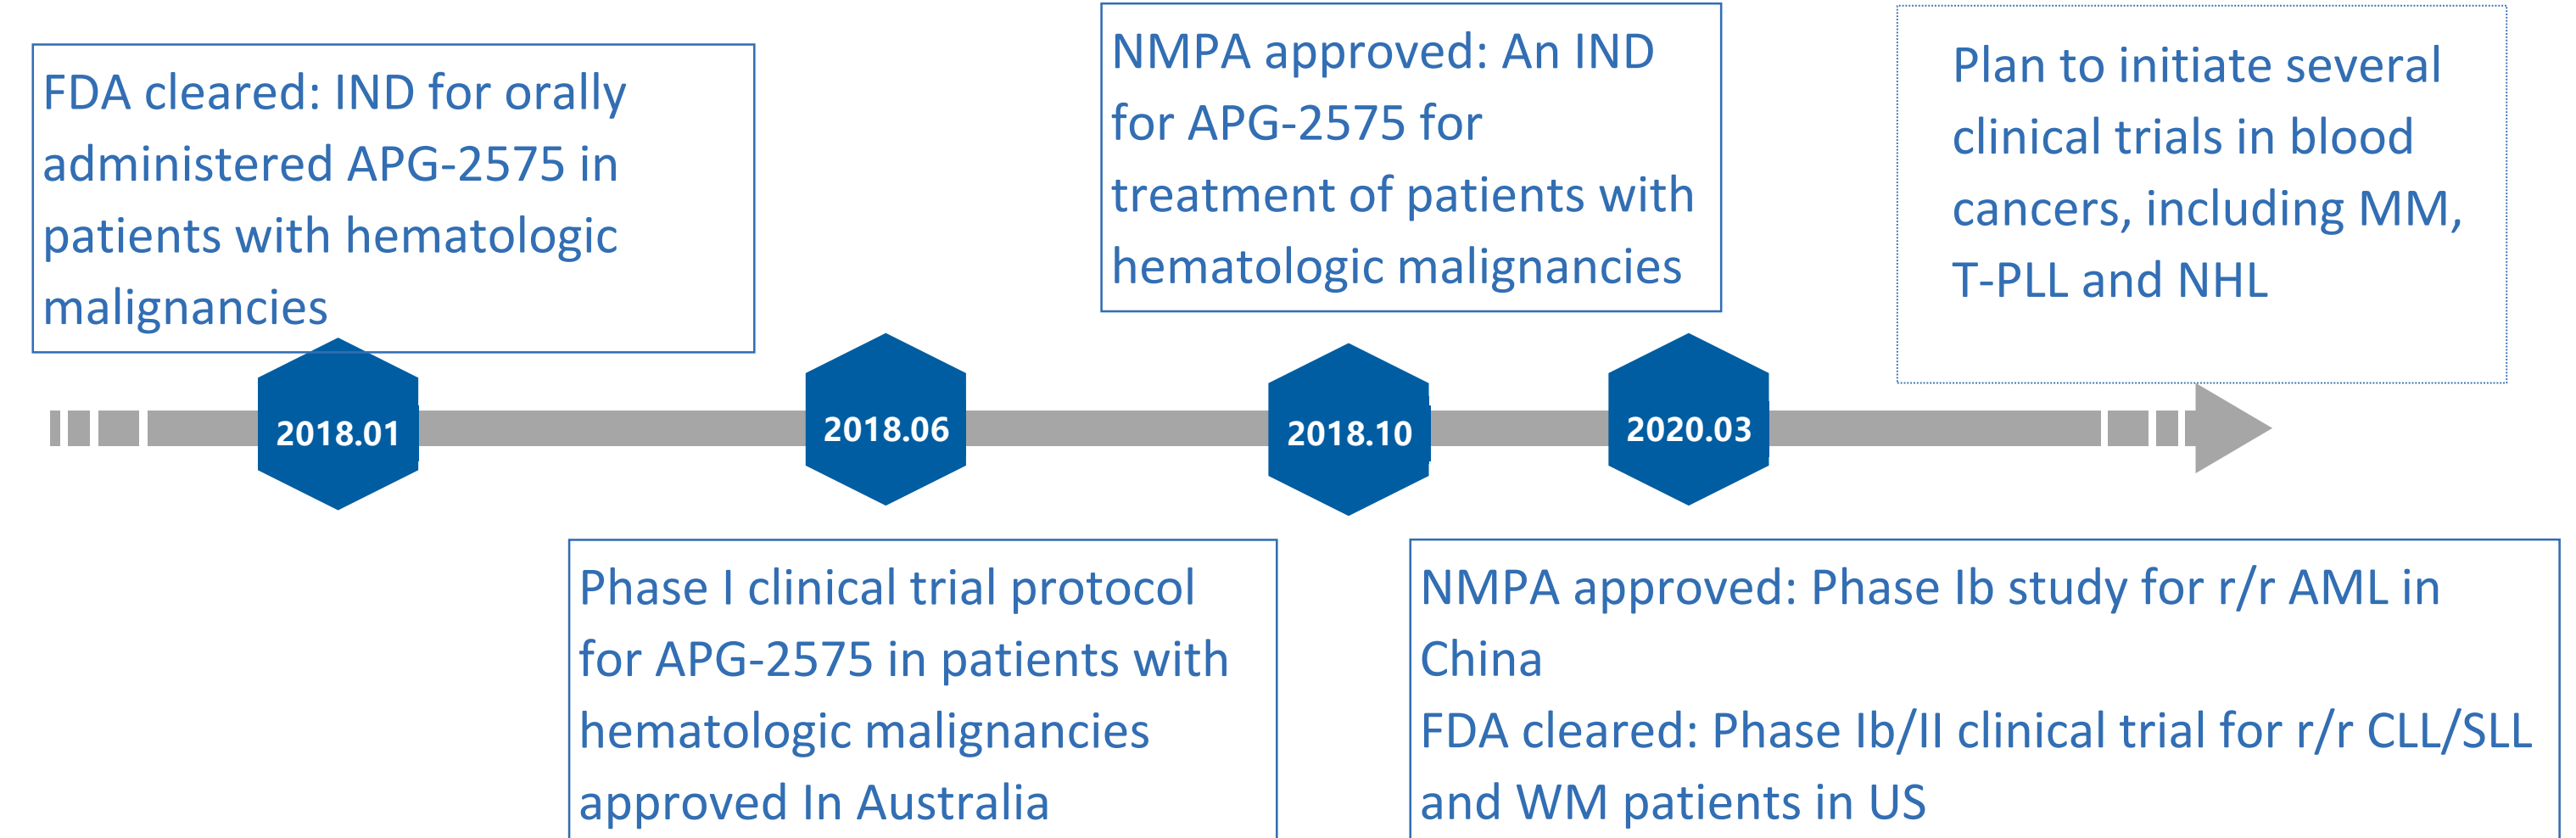 FDA cleared: IND for orally
administered APG-2575 in
patients with hematologic
malignancies
NMPA approved: An IND
for APG-2575 for
treatment of patients with
hematologic malignancies
Plan to initiate several
clinical trials in blood
cancers, including MM,
T-PLL and NHL
2018.01
2018.06
2018.10
2020.03
Phase I clinical trial protocol
for APG-2575 in patients with
hematologic malignancies
approved In Australia
NMPA approved: Phase Ib study for r/r AML in
China
FDA cleared: Phase Ib/II clinical trial for r/r CLL/SLL
and WM patients in US